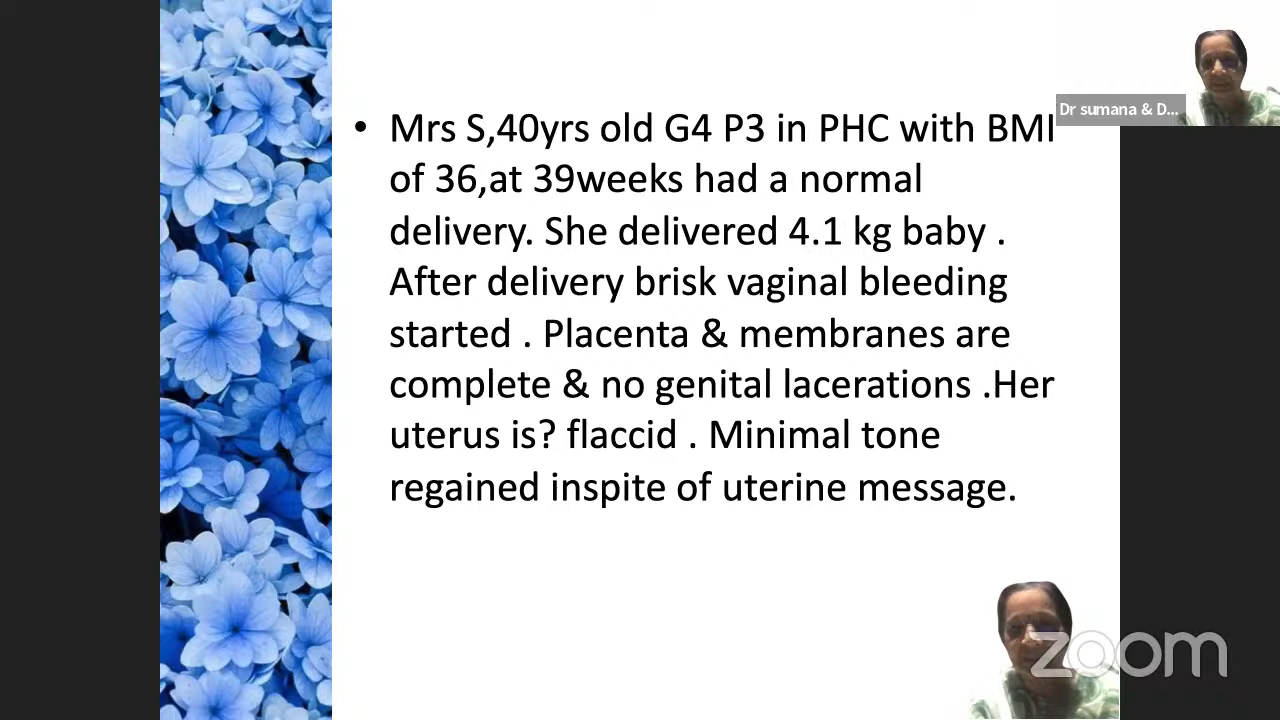 Dr sumana & D...
• Mrs S,40yrs old G4 P3 in PHC with BMI
of 36,at 39weeks had a normal
delivery. She delivered 4.1 kg baby .
After delivery brisk vaginal bleeding
started . Placenta & membranes are
complete & no genital lacerations .Her
uterus is? flaccid . Minimal tone
regained inspite of uterine message.
zoom